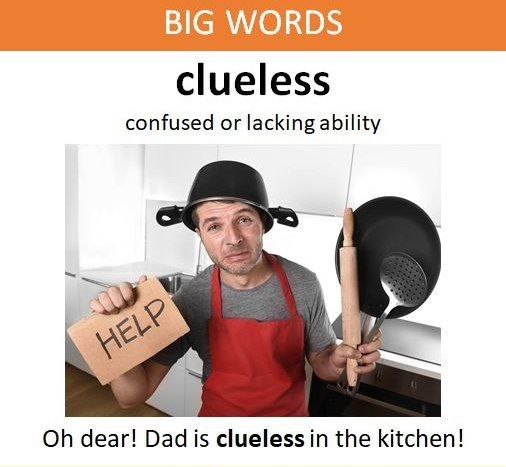 BIG WORDS
clueless
confused or lacking ability
HELP
Oh dear! Dad is clueless in the kitchen!